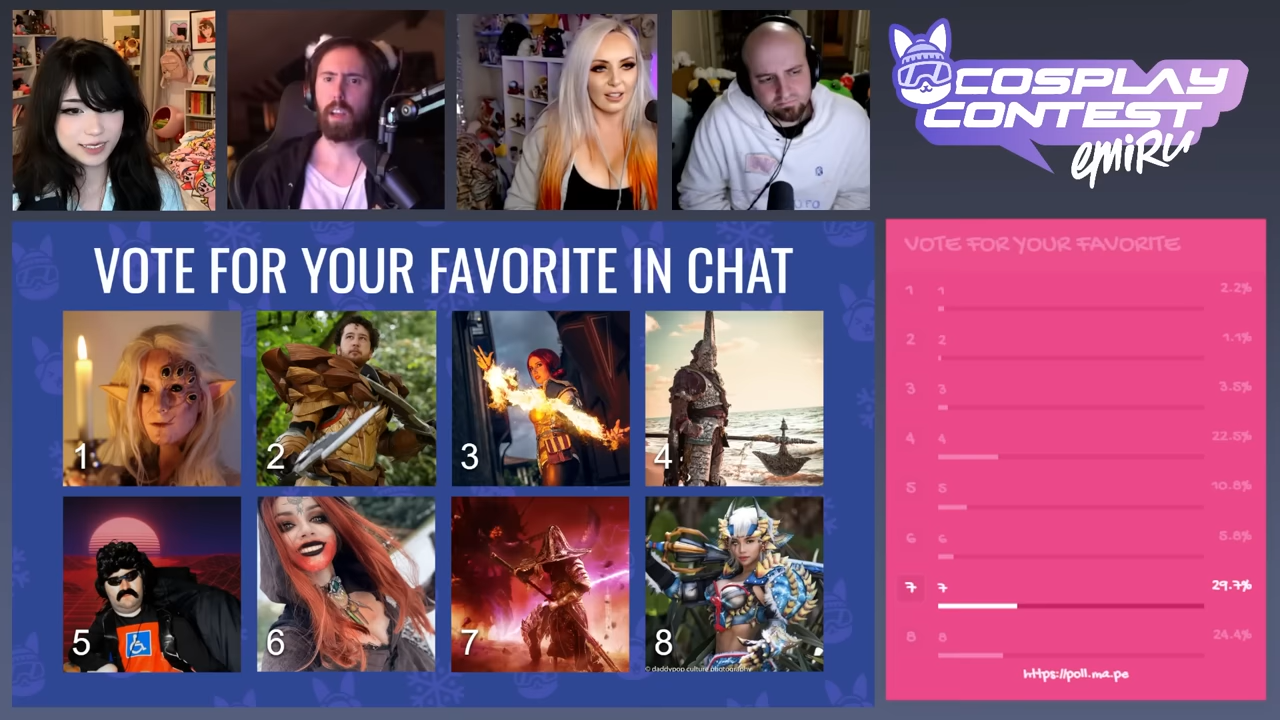 COSPLAY
CONTEST
emiru
VOTE FOR YOUR FAVORITE IN CHAT
1
2
3
4
5
6
7
8
© daddypop culture photography
VOTE FOR YOUR FAVORITE
1 1 2.2%
2 2 1.1%
3 3 3.5%
4 4 22.5%
5 5 10.8%
6 6 5.8%
7 7 29.7%
8 8 24.4%
https://poll.ma.pe